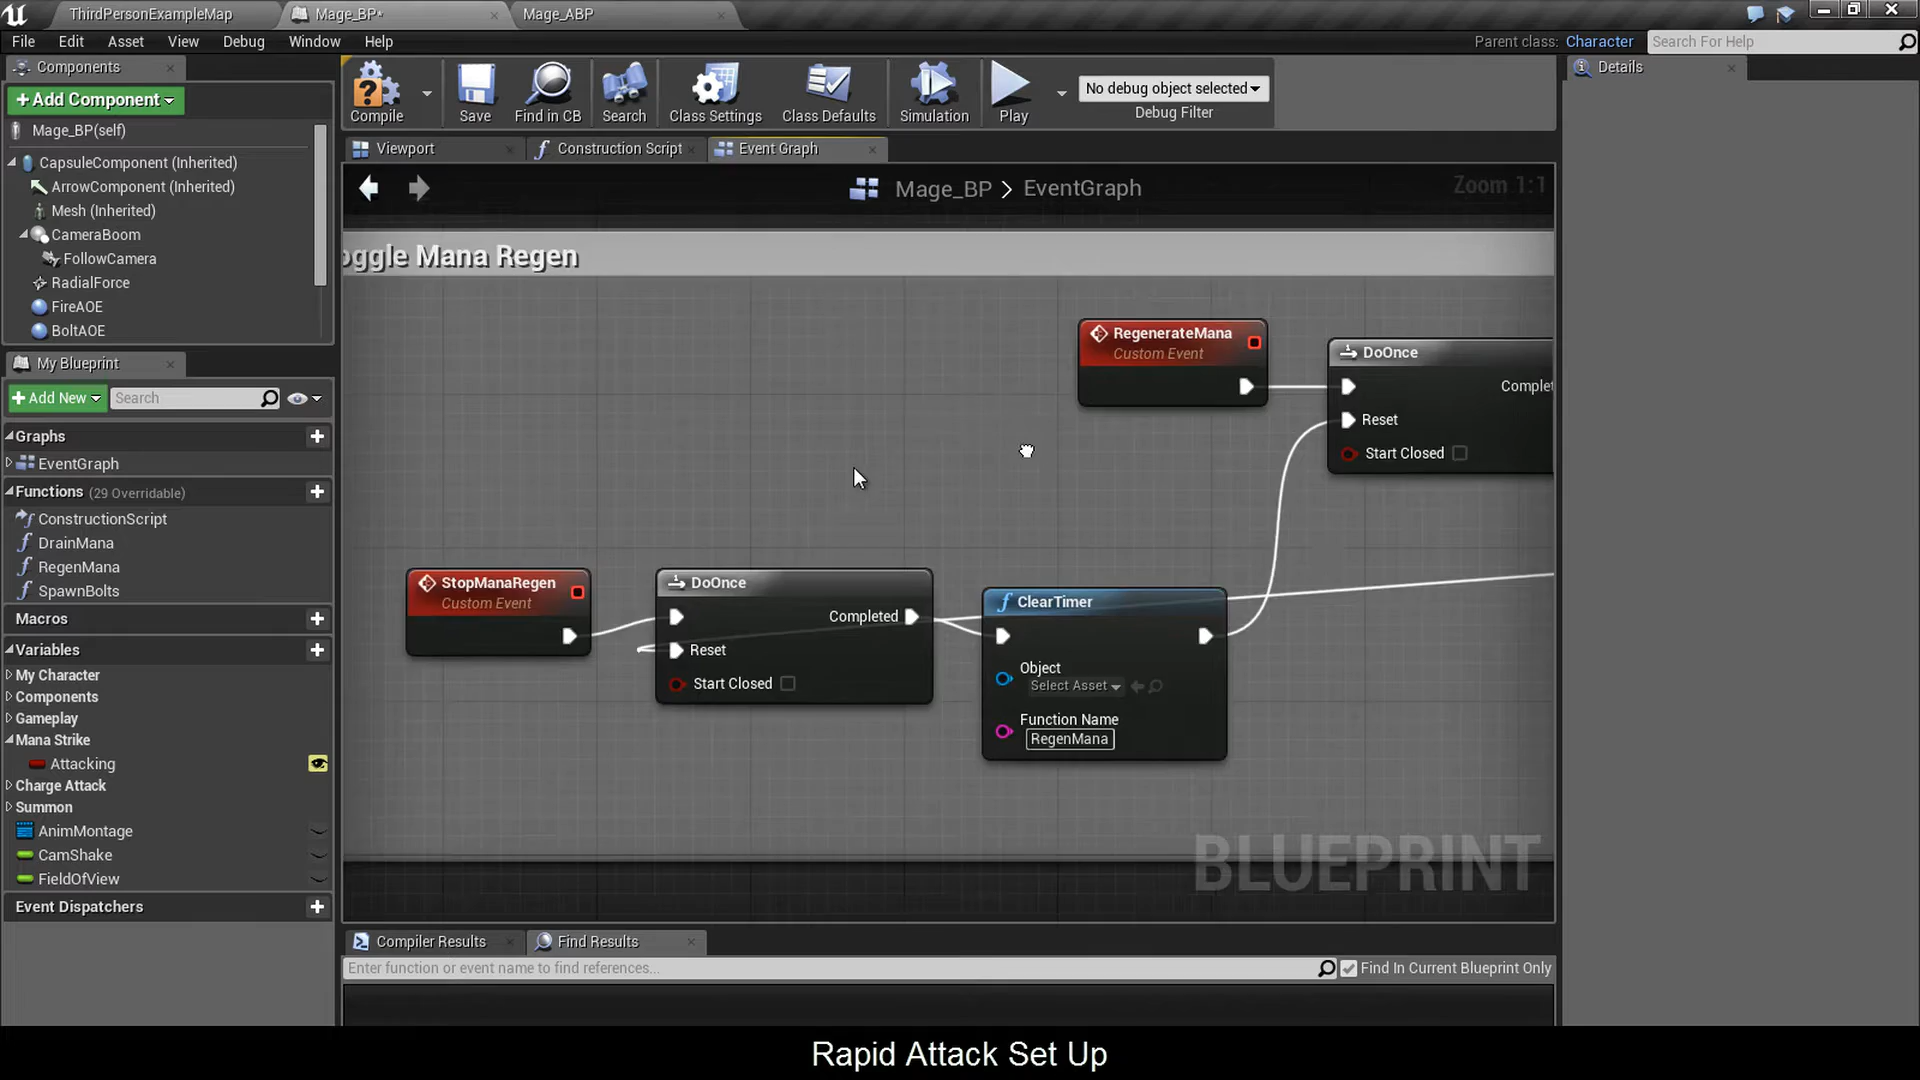 ThirdPersonExampleMap
Mage_BP*
Mage_ABP
File
Edit
Asset
View
Debug
Window
Help
Parent class:
Character
Search For Help
Components
Add Component
Mage_BP(self)
CapsuleComponent (Inherited)
ArrowComponent (Inherited)
Mesh (Inherited)
CameraBoom
FollowCamera
RadialForce
FireAOE
BoltAOE
Compile
Save
Find in CB
Search
Class Settings
Class Defaults
Simulation
Play
No debug object selected
Debug Filter
Details
Viewport
Construction Script
Event Graph
Mage_BP > EventGraph
Zoom 1:1
oggle Mana Regen
RegenerateMana
Custom Event
DoOnce
Complet
Reset
Start Closed
StopManaRegen
Custom Event
DoOnce
Completed
Reset
Start Closed
ClearTimer
Object
Select Asset
Function Name
RegenMana
BLUEPRINT
My Blueprint
Add New
Search
Graphs
EventGraph
Functions (29 Overridable)
ConstructionScript
DrainMana
RegenMana
SpawnBolts
Macros
Variables
My Character
Components
Gameplay
Mana Strike
Attacking
Charge Attack
Summon
AnimMontage
CamShake
FieldOfView
Event Dispatchers
Compiler Results
Find Results
Enter function or event name to find references...
Find In Current Blueprint Only
Rapid Attack Set Up